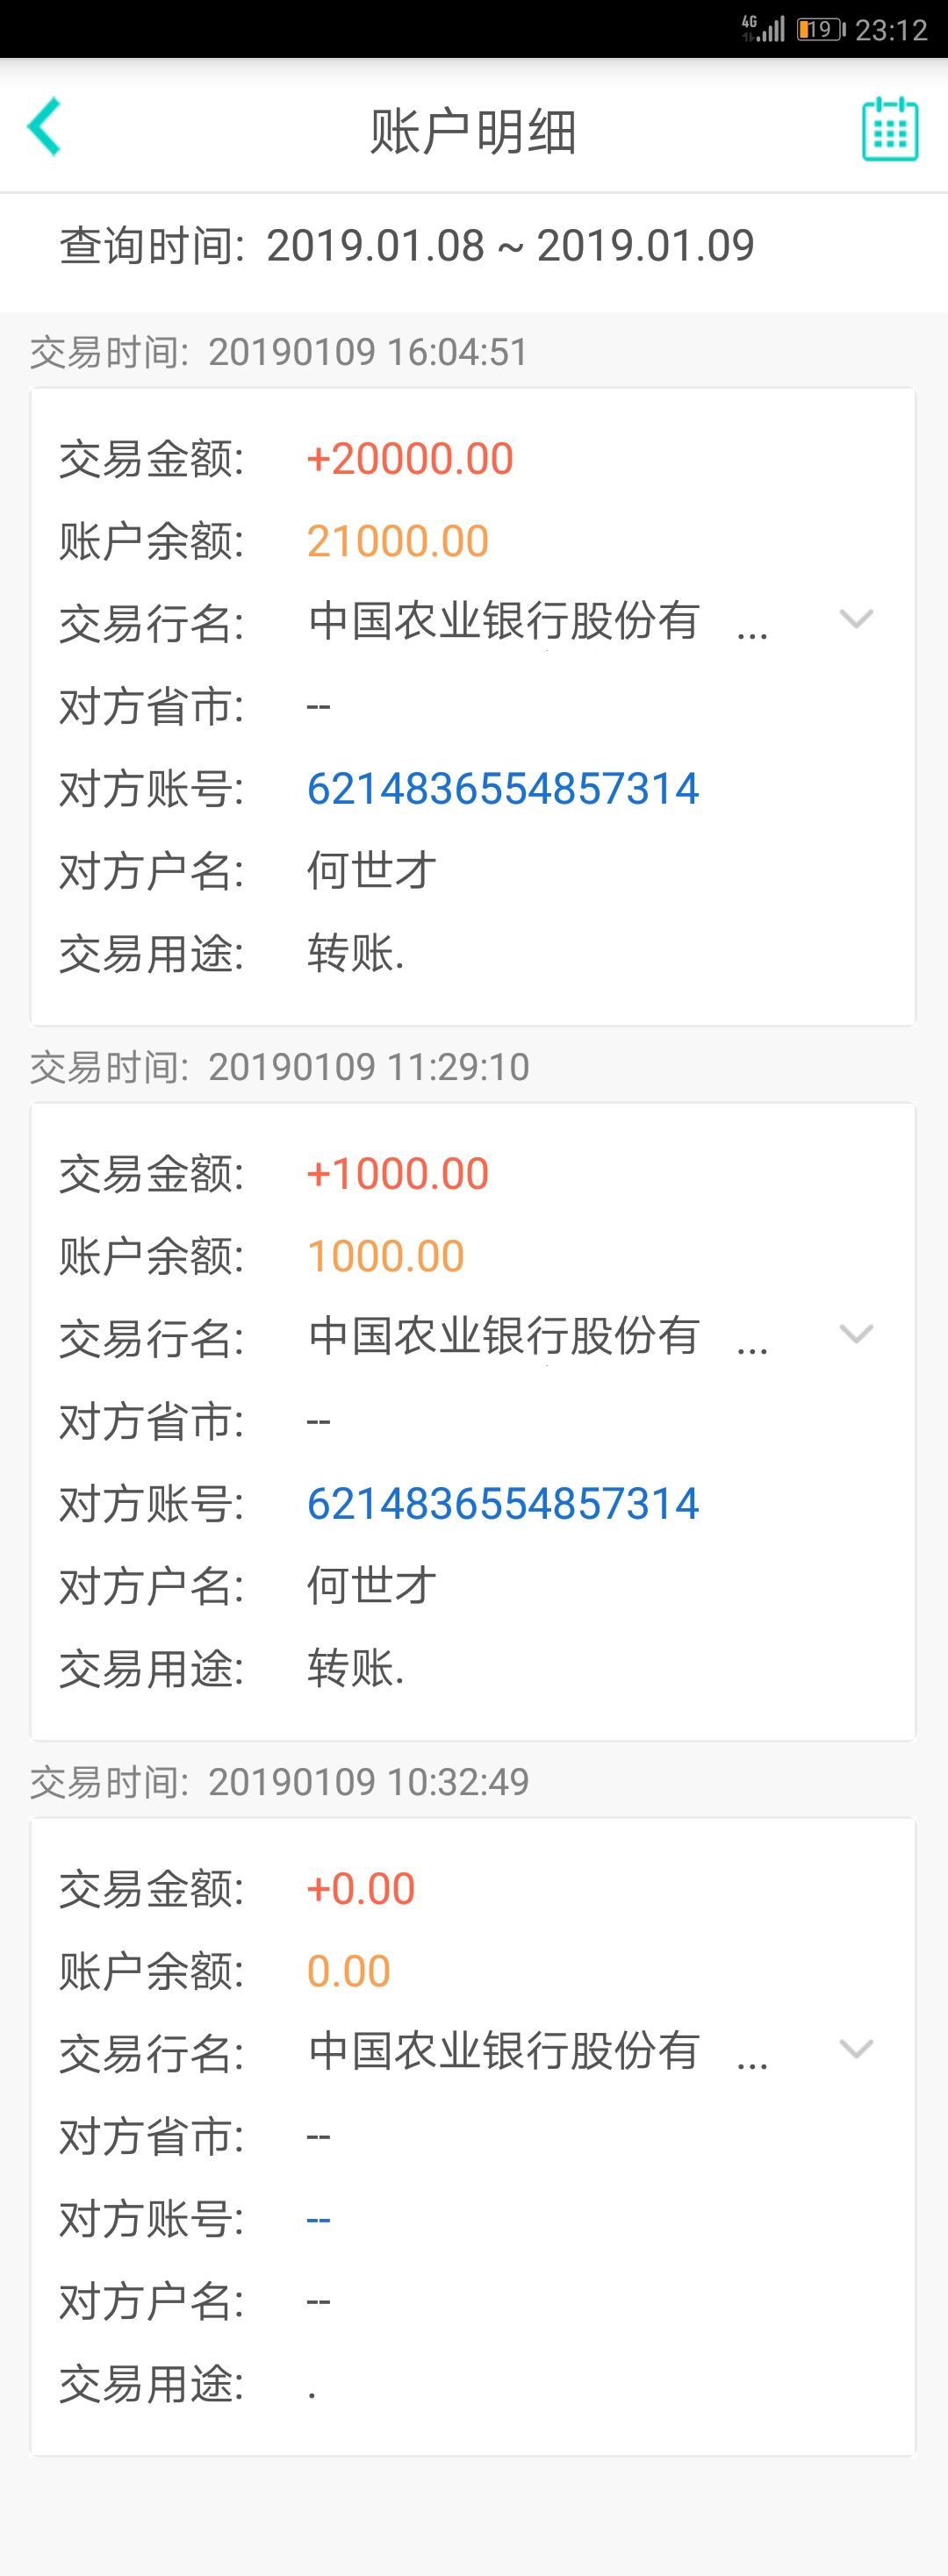 4G 19 23:12
账户明细
查询时间: 2019.01.08 ~ 2019.01.09
交易时间: 20190109 16:04:51
交易金额: +20000.00
账户余额: 21000.00
交易行名: 中国农业银行股份有 ...
对方省市: --
对方账号: 6214836554857314
对方户名: 何世才
交易用途: 转账.
交易时间: 20190109 11:29:10
交易金额: +1000.00
账户余额: 1000.00
交易行名: 中国农业银行股份有 ...
对方省市: --
对方账号: 6214836554857314
对方户名: 何世才
交易用途: 转账.
交易时间: 20190109 10:32:49
交易金额: +0.00
账户余额: 0.00
交易行名: 中国农业银行股份有 ...
对方省市: --
对方账号: --
对方户名: --
交易用途: .